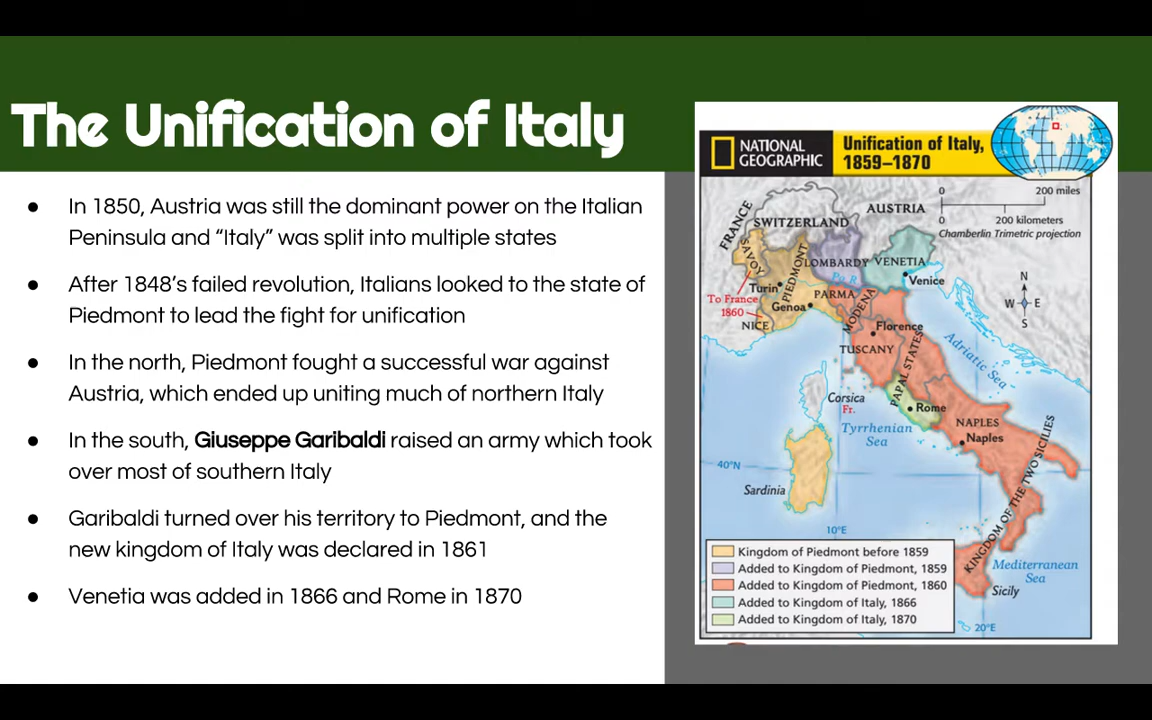 The Unification of Italy
● In 1850, Austria was still the dominant power on the Italian
Peninsula and “Italy” was split into multiple states
● After 1848’s failed revolution, Italians looked to the state of
Piedmont to lead the fight for unification
● In the north, Piedmont fought a successful war against
Austria, which ended up uniting much of northern Italy
● In the south, Giuseppe Garibaldi raised an army which took
over most of southern Italy
● Garibaldi turned over his territory to Piedmont, and the
new kingdom of Italy was declared in 1861
● Venetia was added in 1866 and Rome in 1870
NATIONAL
GEOGRAPHIC
Unification of Italy,
1859–1870
0 200 miles
0 200 kilometers
Chamberlin Trimetric projection
FRANCE
SWITZERLAND
AUSTRIA
SAVOY
PIEDMONT
LOMBARDY
VENETIA
Venice
Po R.
Turin
To France
1860
Genoa
PARMA
MODENA
NICE
Florence
TUSCANY
PAPAL STATES
N
W E
S
Adriatic Sea
Corsica
Fr.
Rome
Tyrrhenian
Sea
NAPLES
Naples
40°N
Sardinia
KINGDOM OF THE TWO SICILIES
10°E
Mediterranean
Sea
Sicily
20°E
Kingdom of Piedmont before 1859
Added to Kingdom of Piedmont, 1859
Added to Kingdom of Piedmont, 1860
Added to Kingdom of Italy, 1866
Added to Kingdom of Italy, 1870